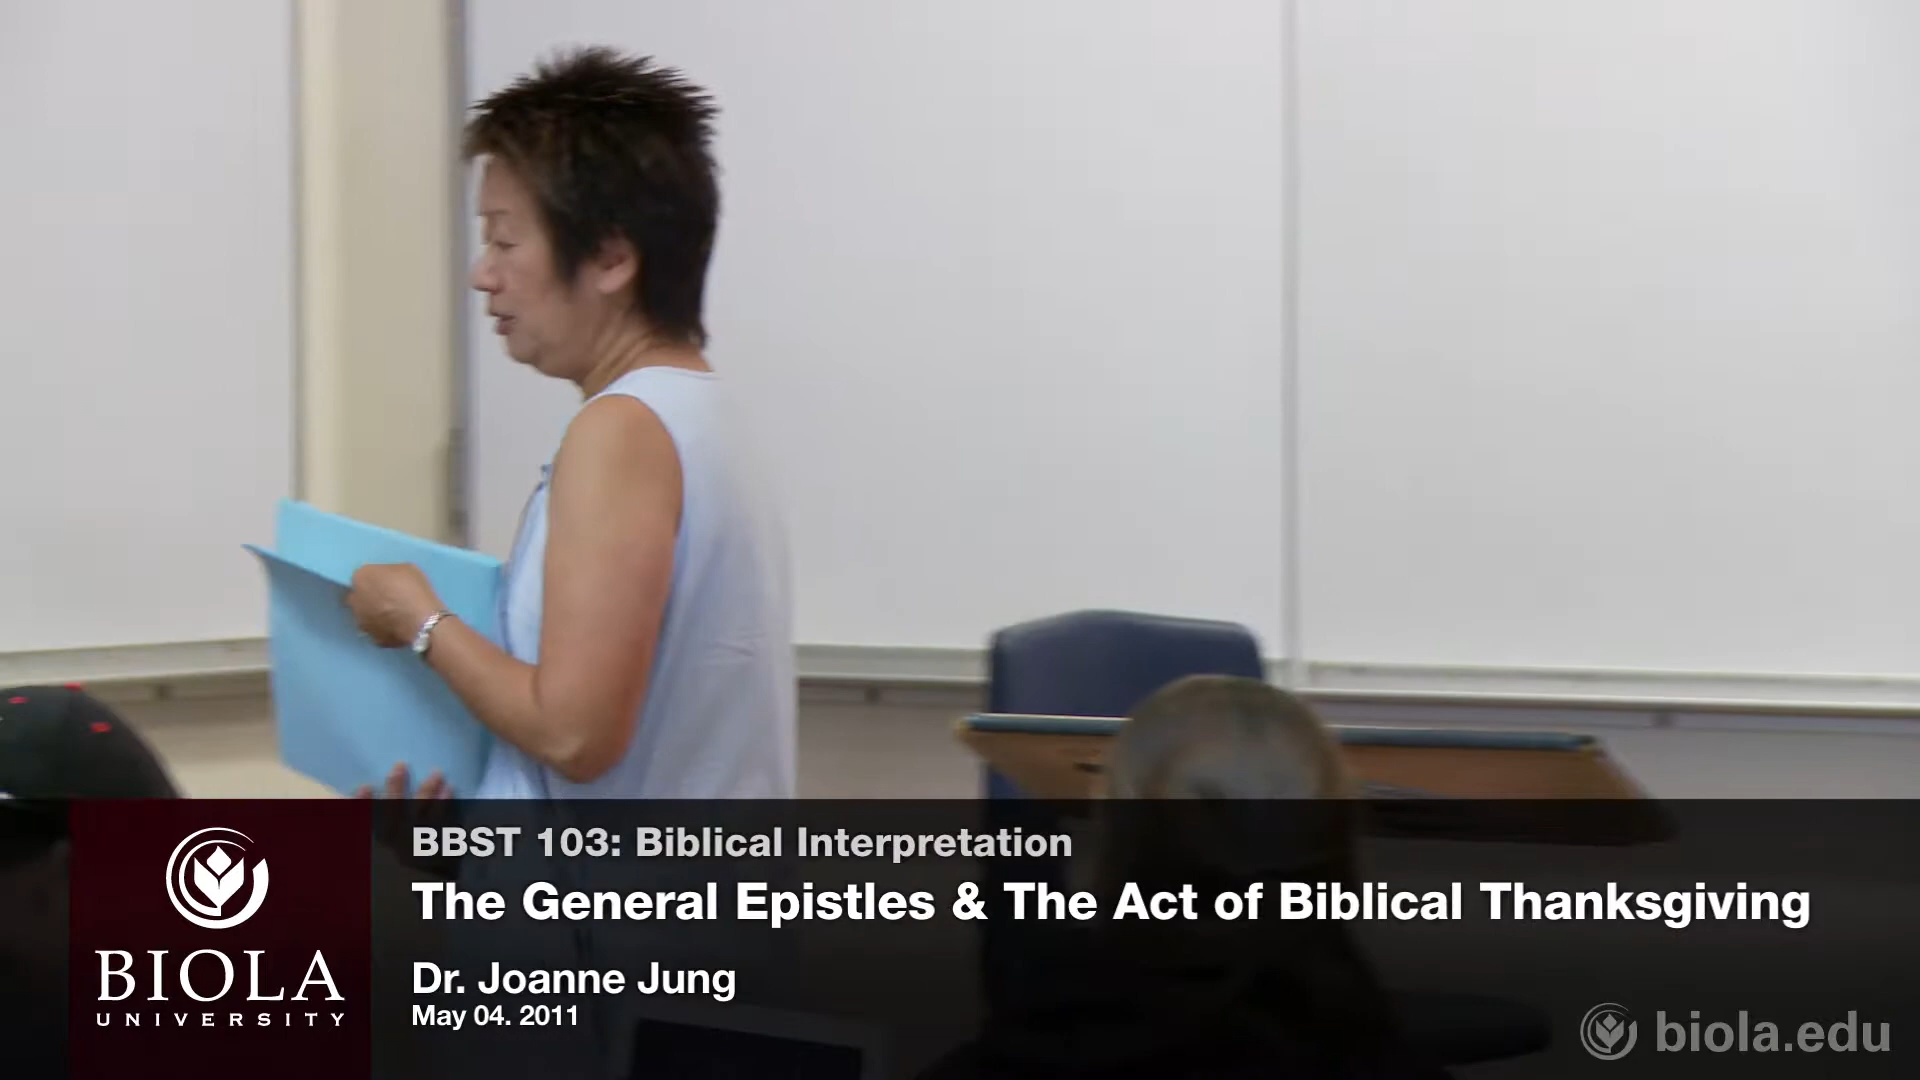 BBST 103: Biblical Interpretation
The General Epistles & The Act of Biblical Thanksgiving
Dr. Joanne Jung
May 04. 2011
BIOLA
UNIVERSITY
biola.edu